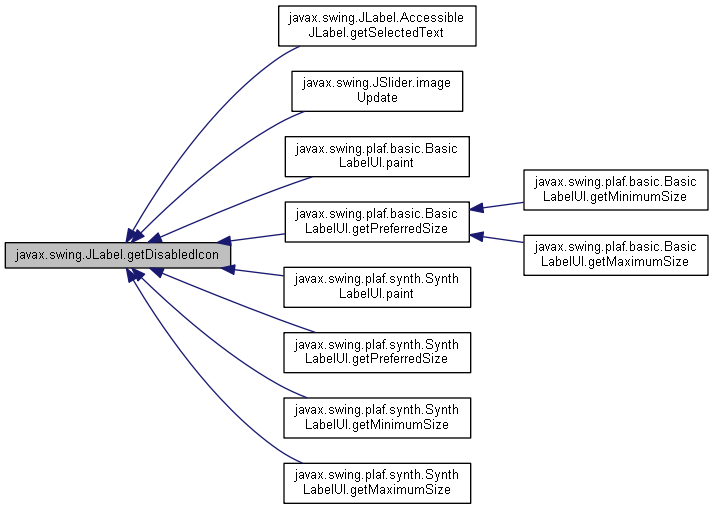 javax.swing.JLabel.Accessible
JLabel.getSelectedText
javax.swing.JSlider.image
Update
javax.swing.plaf.basic.Basic
LabelUI.paint
javax.swing.plaf.basic.Basic
LabelUI.getPreferredSize
javax.swing.plaf.basic.Basic
LabelUI.getMinimumSize
javax.swing.plaf.basic.Basic
LabelUI.getMaximumSize
javax.swing.JLabel.getDisabledIcon
javax.swing.plaf.synth.Synth
LabelUI.paint
javax.swing.plaf.synth.Synth
LabelUI.getPreferredSize
javax.swing.plaf.synth.Synth
LabelUI.getMinimumSize
javax.swing.plaf.synth.Synth
LabelUI.getMaximumSize